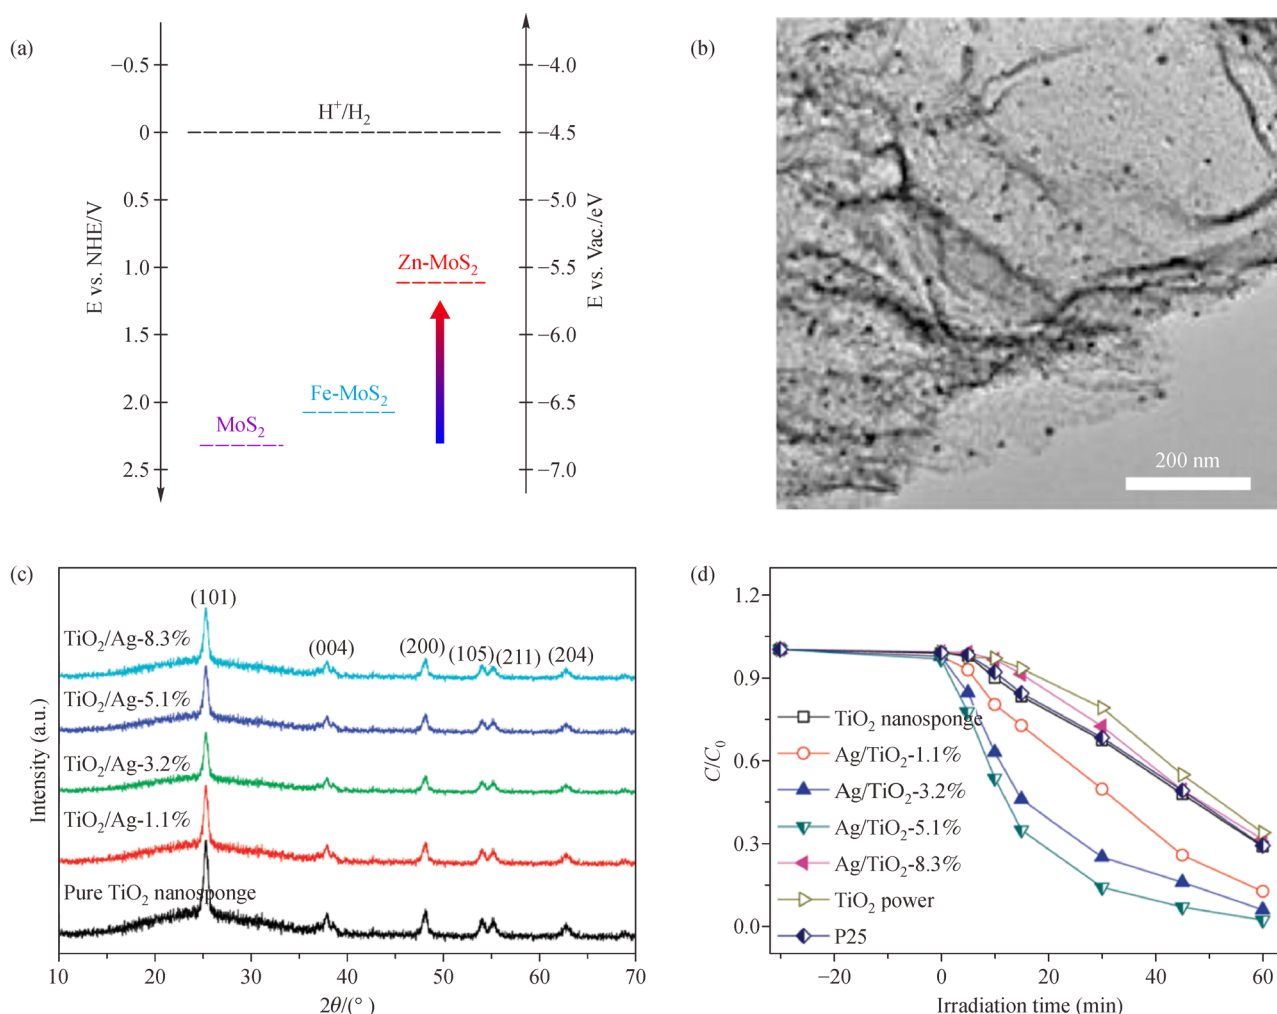 (a)
−0.5
0
0.5
1.0
1.5
2.0
2.5
E vs. NHE/V
H⁺/H₂
Zn-MoS₂
Fe-MoS₂
MoS₂
−4.0
−4.5
−5.0
−5.5
−6.0
−6.5
−7.0
E vs. Vac./eV
(b)
200 nm
(c)
(101)
(004)
(200)
(105)
(211)
(204)
TiO₂/Ag-8.3%
TiO₂/Ag-5.1%
TiO₂/Ag-3.2%
TiO₂/Ag-1.1%
Pure TiO₂ nanosponge
Intensity (a.u.)
10 20 30 40 50 60 70
2θ/(°)
(d)
1.2
0.9
0.6
0.3
0.0
C/C₀
TiO₂ nanosponge
Ag/TiO₂-1.1%
Ag/TiO₂-3.2%
Ag/TiO₂-5.1%
Ag/TiO₂-8.3%
TiO₂ power
P25
−20 0 20 40 60
Irradiation time (min)